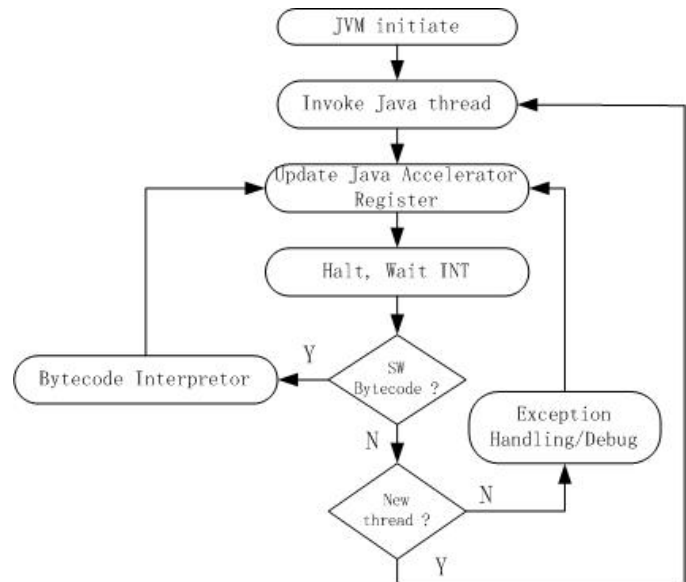 JVM initiate
Invoke Java thread
Update Java Accelerator
Register
Halt, Wait INT
Y
SW
Bytecode ?
Bytecode Interpretor
N
Exception
Handling/Debug
New
thread ?
N
Y